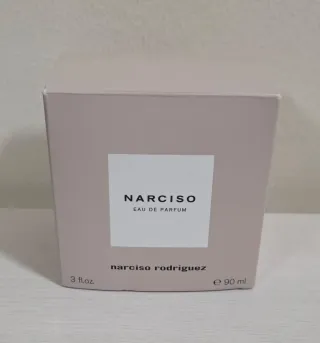 NARCISO
EAU DE PARFUM
narciso rodriguez
3 fl.oz. ℮ 90 ml